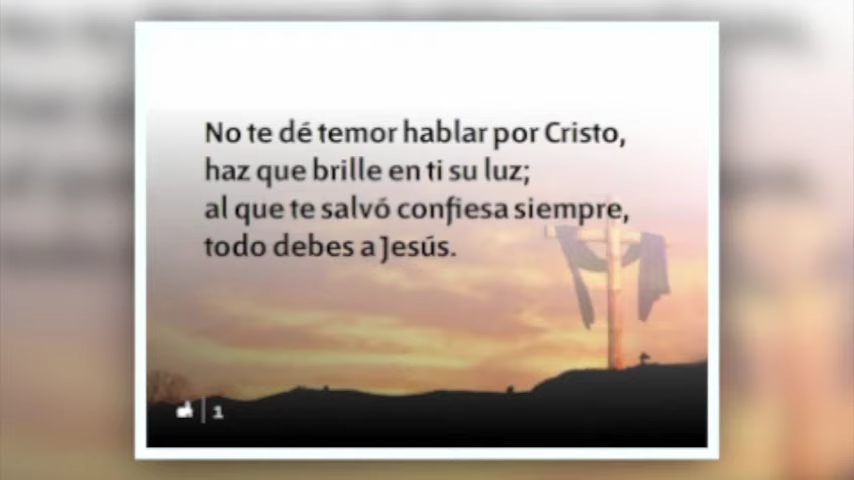 No te dé temor hablar por Cristo,
haz que brille en ti su luz;
al que te salvó confiesa siempre,
todo debes a Jesús.
1